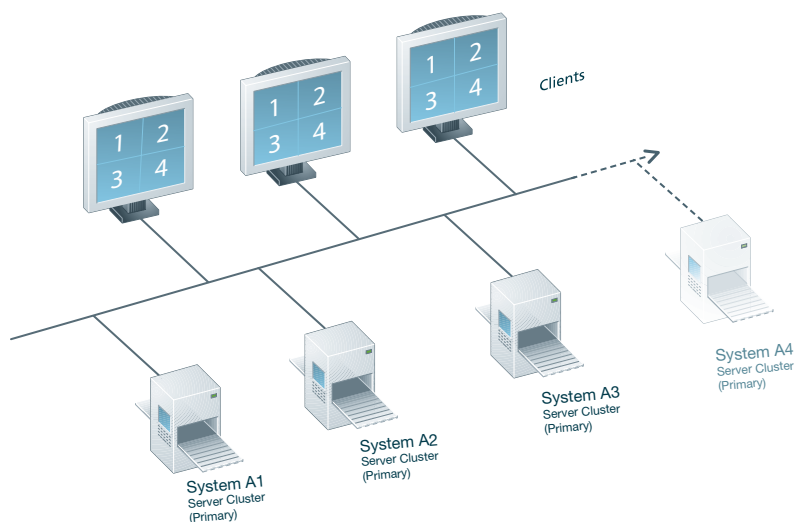 1 2
3 4
1 2
3 4
1 2
3 4
Clients
System A1
Server Cluster
(Primary)
System A2
Server Cluster
(Primary)
System A3
Server Cluster
(Primary)
System A4
Server Cluster
(Primary)